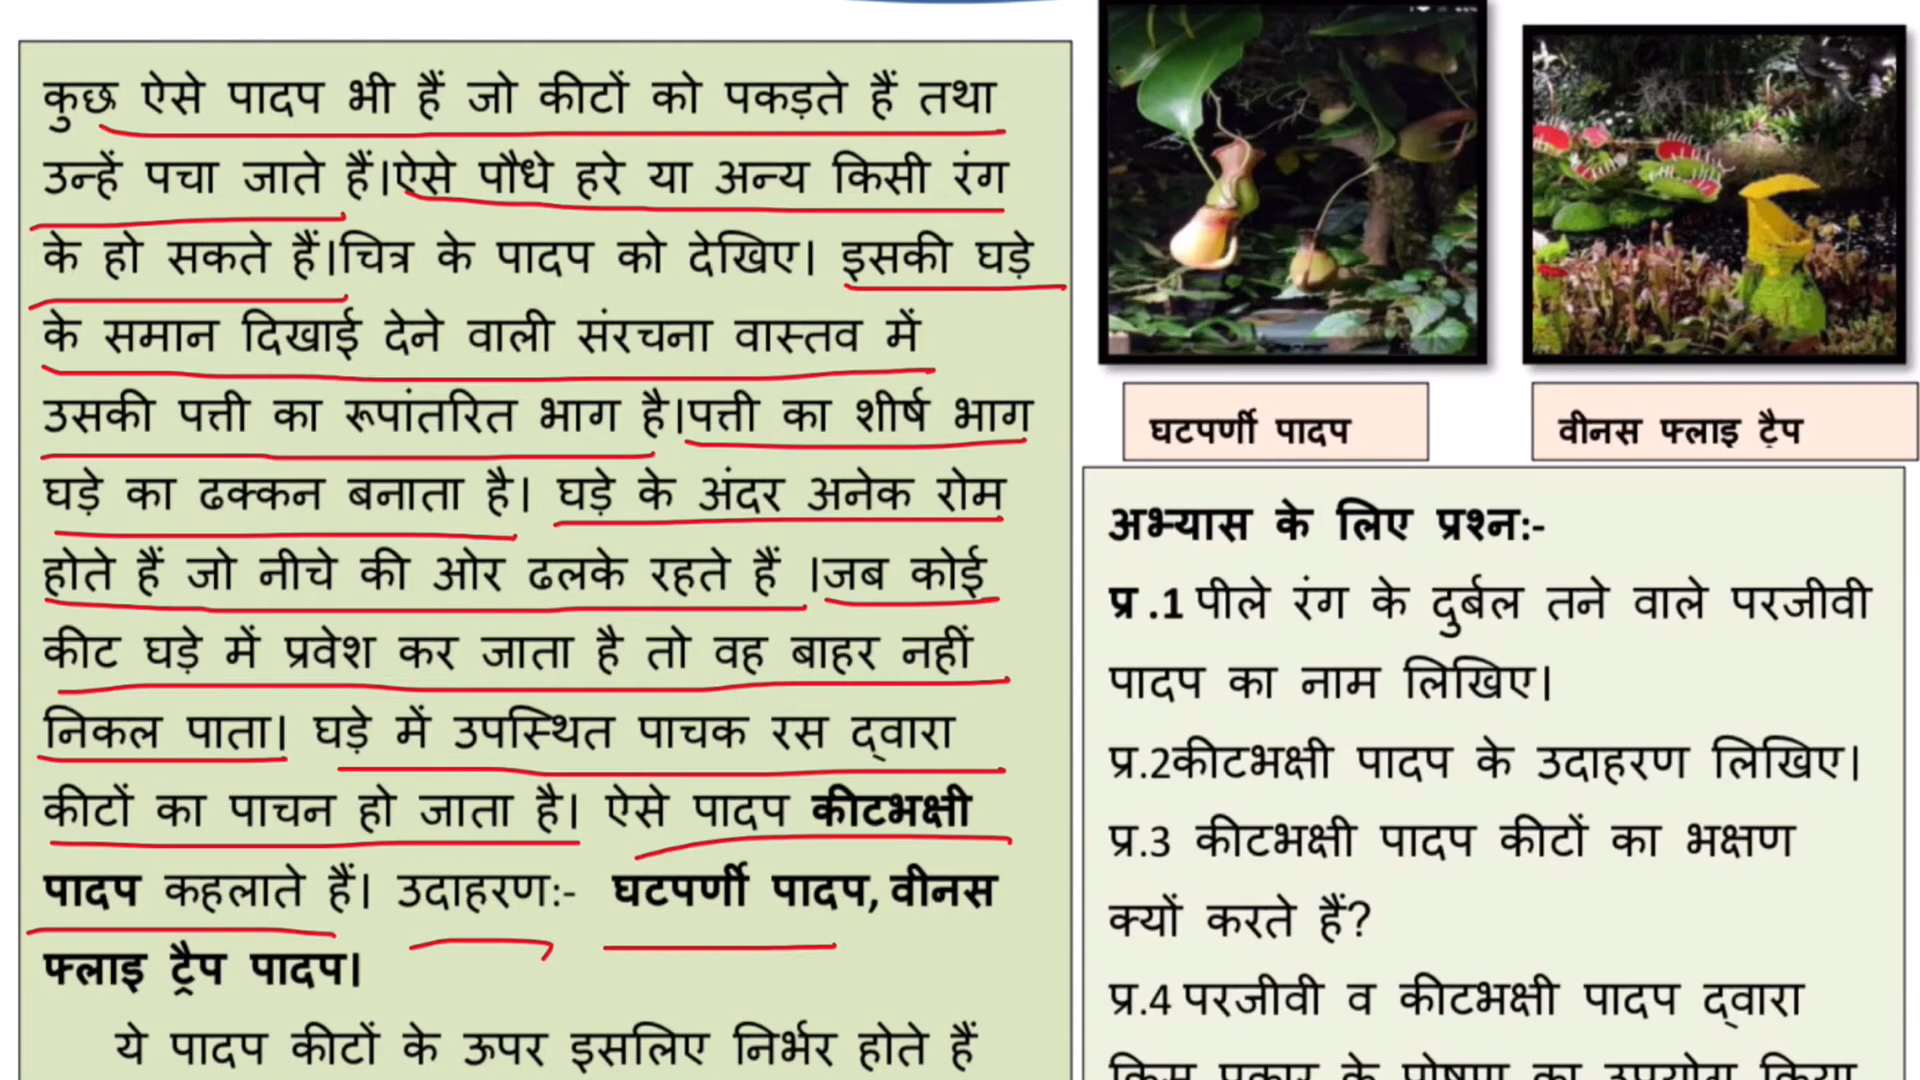 कुछ ऐसे पादप भी हैं जो कीटों को पकड़ते हैं तथा
उन्हें पचा जाते हैं।ऐसे पौधे हरे या अन्य किसी रंग
के हो सकते हैं।चित्र के पादप को देखिए। इसकी घड़े
के समान दिखाई देने वाली संरचना वास्तव में
उसकी पत्ती का रूपांतरित भाग है।पत्ती का शीर्ष भाग
घड़े का ढक्कन बनाता है। घड़े के अंदर अनेक रोम
होते हैं जो नीचे की ओर ढलके रहते हैं ।जब कोई
कीट घड़े में प्रवेश कर जाता है तो वह बाहर नहीं
निकल पाता। घड़े में उपस्थित पाचक रस द्वारा
कीटों का पाचन हो जाता है। ऐसे पादप कीटभक्षी
पादप कहलाते हैं। उदाहरण:- घटपर्णी पादप, वीनस
फ्लाइ ट्रैप पादप।
ये पादप कीटों के ऊपर इसलिए निर्भर होते हैं
घटपर्णी पादप
वीनस फ्लाइ ट्रैप
अभ्यास के लिए प्रश्न:-
प्र .1 पीले रंग के दुर्बल तने वाले परजीवी
पादप का नाम लिखिए।
प्र.2कीटभक्षी पादप के उदाहरण लिखिए।
प्र.3 कीटभक्षी पादप कीटों का भक्षण
क्यों करते हैं?
प्र.4 परजीवी व कीटभक्षी पादप द्वारा
किस प्रकार के पोषण का उपयोग किया